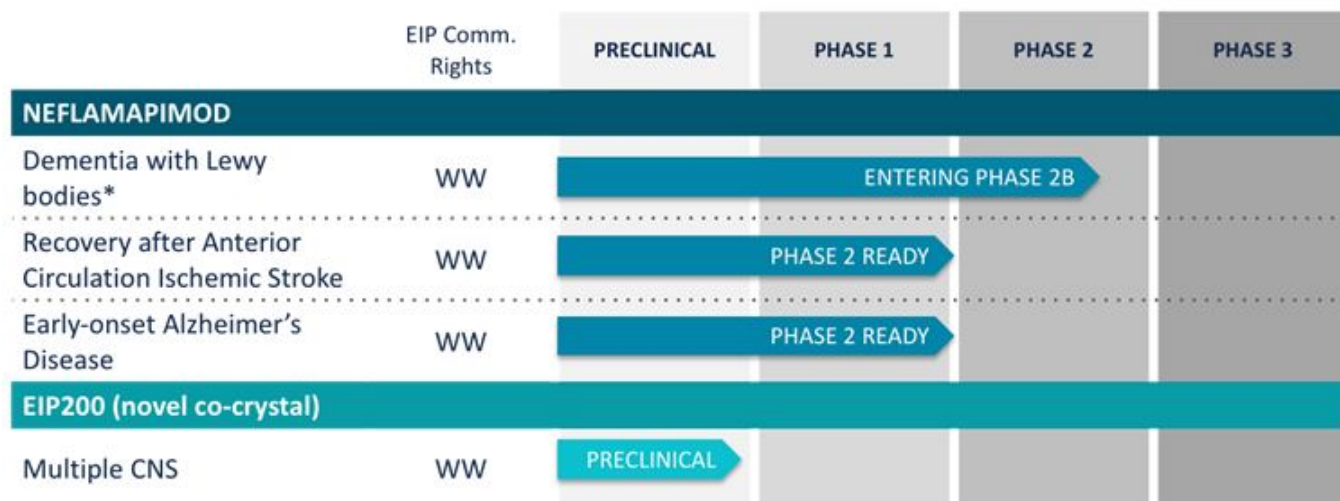 EIP Comm.
Rights
PRECLINICAL
PHASE 1
PHASE 2
PHASE 3
NEFLAMAPIMOD
Dementia with Lewy
bodies*
WW
ENTERING PHASE 2B
Recovery after Anterior
Circulation Ischemic Stroke
WW
PHASE 2 READY
Early-onset Alzheimer’s
Disease
WW
PHASE 2 READY
EIP200 (novel co-crystal)
Multiple CNS
WW
PRECLINICAL